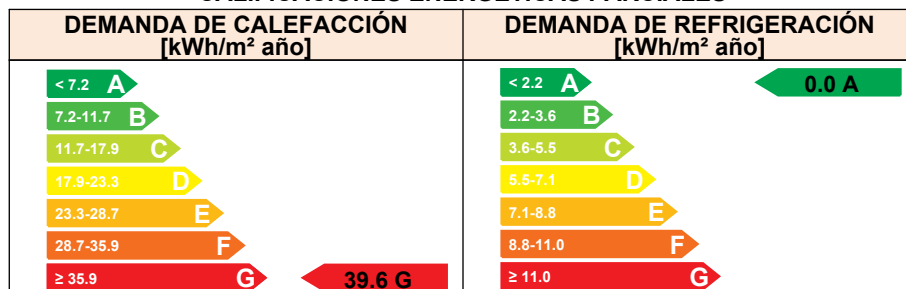 DEMANDA DE CALEFACCIÓN
[kWh/m² año]
< 7.2 A
7.2-11.7 B
11.7-17.9 C
17.9-23.3 D
23.3-28.7 E
28.7-35.9 F
≥ 35.9 G
39.6 G
DEMANDA DE REFRIGERACIÓN
[kWh/m² año]
< 2.2 A
0.0 A
2.2-3.6 B
3.6-5.5 C
5.5-7.1 D
7.1-8.8 E
8.8-11.0 F
≥ 11.0 G